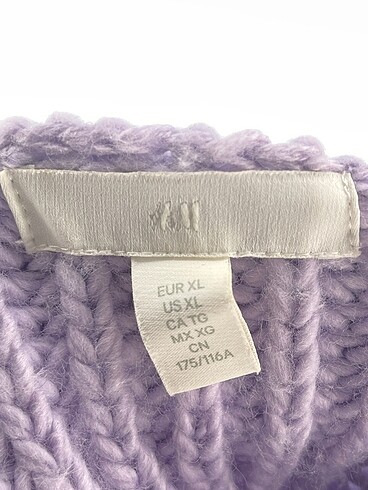 H&M
EUR XL
US XL
CA TG
MX XG
CN
175/116A